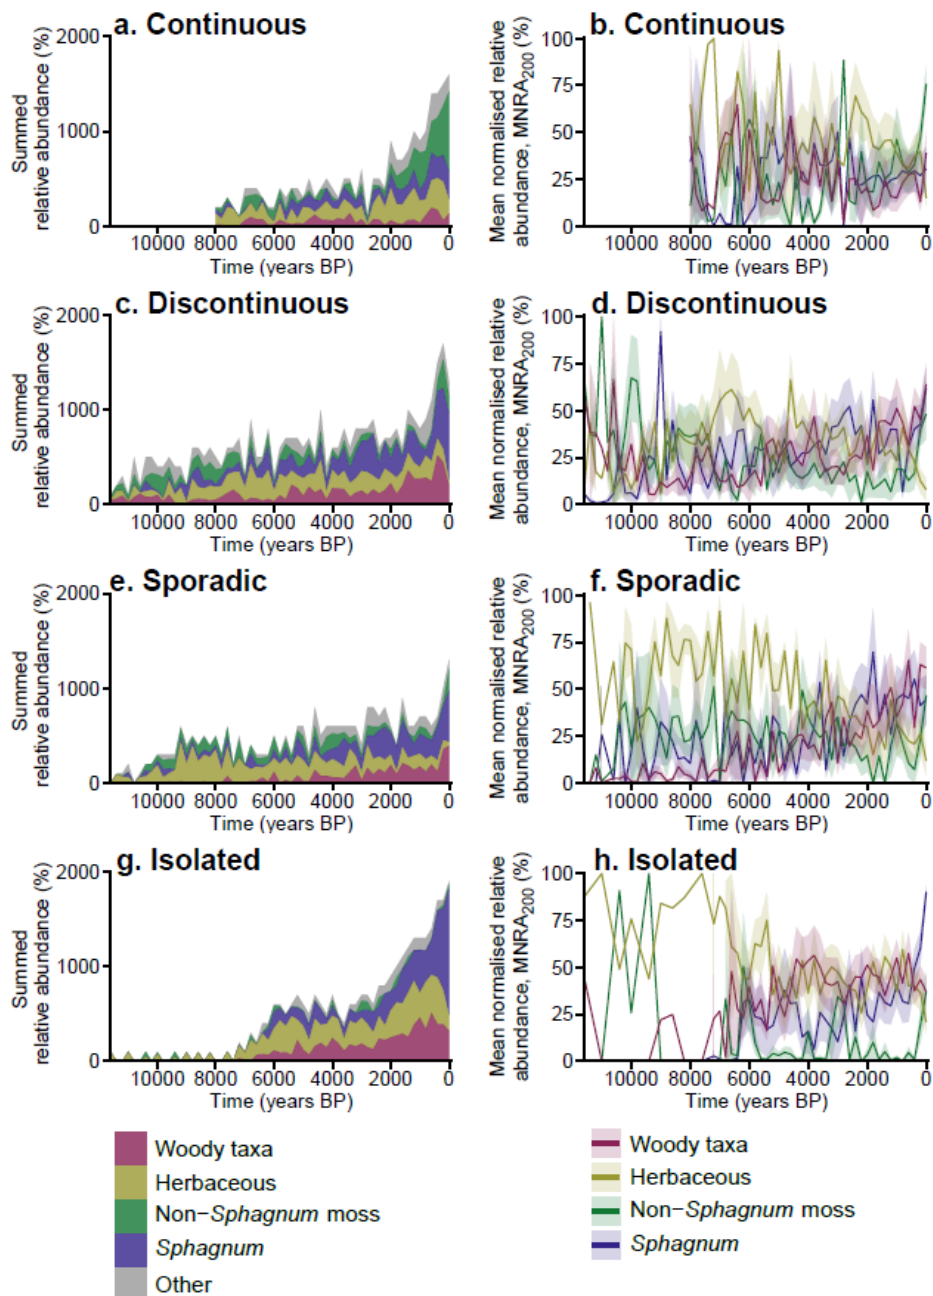 a. Continuous
Summed
relative abundance (%)
2000
1000
0
10000 8000 6000 4000 2000 0
Time (years BP)
b. Continuous
Mean normalised relative
abundance, MNRA200 (%)
100
75
50
25
0
10000 8000 6000 4000 2000 0
Time (years BP)
c. Discontinuous
Summed
relative abundance (%)
2000
1000
0
10000 8000 6000 4000 2000 0
Time (years BP)
d. Discontinuous
Mean normalised relative
abundance, MNRA200 (%)
100
75
50
25
0
10000 8000 6000 4000 2000 0
Time (years BP)
e. Sporadic
Summed
relative abundance (%)
2000
1000
0
10000 8000 6000 4000 2000 0
Time (years BP)
f. Sporadic
Mean normalised relative
abundance, MNRA200 (%)
100
75
50
25
0
10000 8000 6000 4000 2000 0
Time (years BP)
g. Isolated
Summed
relative abundance (%)
2000
1000
0
10000 8000 6000 4000 2000 0
Time (years BP)
h. Isolated
Mean normalised relative
abundance, MNRA200 (%)
100
75
50
25
0
10000 8000 6000 4000 2000 0
Time (years BP)
Woody taxa
Herbaceous
Non−Sphagnum moss
Sphagnum
Other
Woody taxa
Herbaceous
Non−Sphagnum moss
Sphagnum